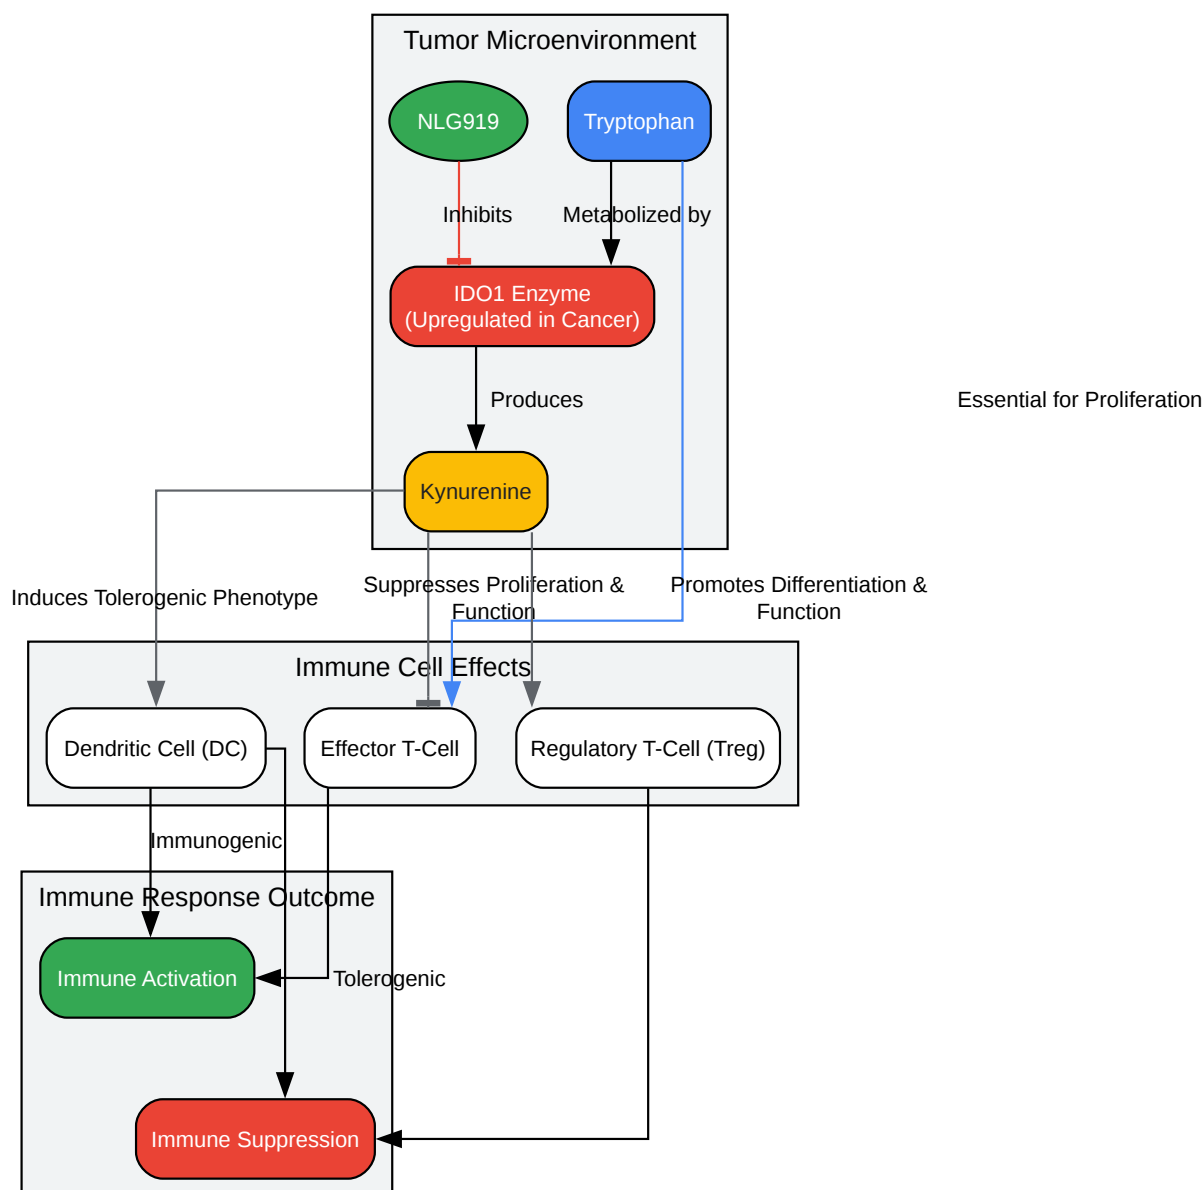 Tumor Microenvironment
NLG919
Tryptophan
Inhibits
Metabolized by
IDO1 Enzyme
(Upregulated in Cancer)
Produces
Essential for Proliferation
Kynurenine
Induces Tolerogenic Phenotype
Suppresses Proliferation &
Function
Promotes Differentiation &
Function
Immune Cell Effects
Dendritic Cell (DC)
Effector T-Cell
Regulatory T-Cell (Treg)
Immunogenic
Immune Response Outcome
Immune Activation
Tolerogenic
Immune Suppression